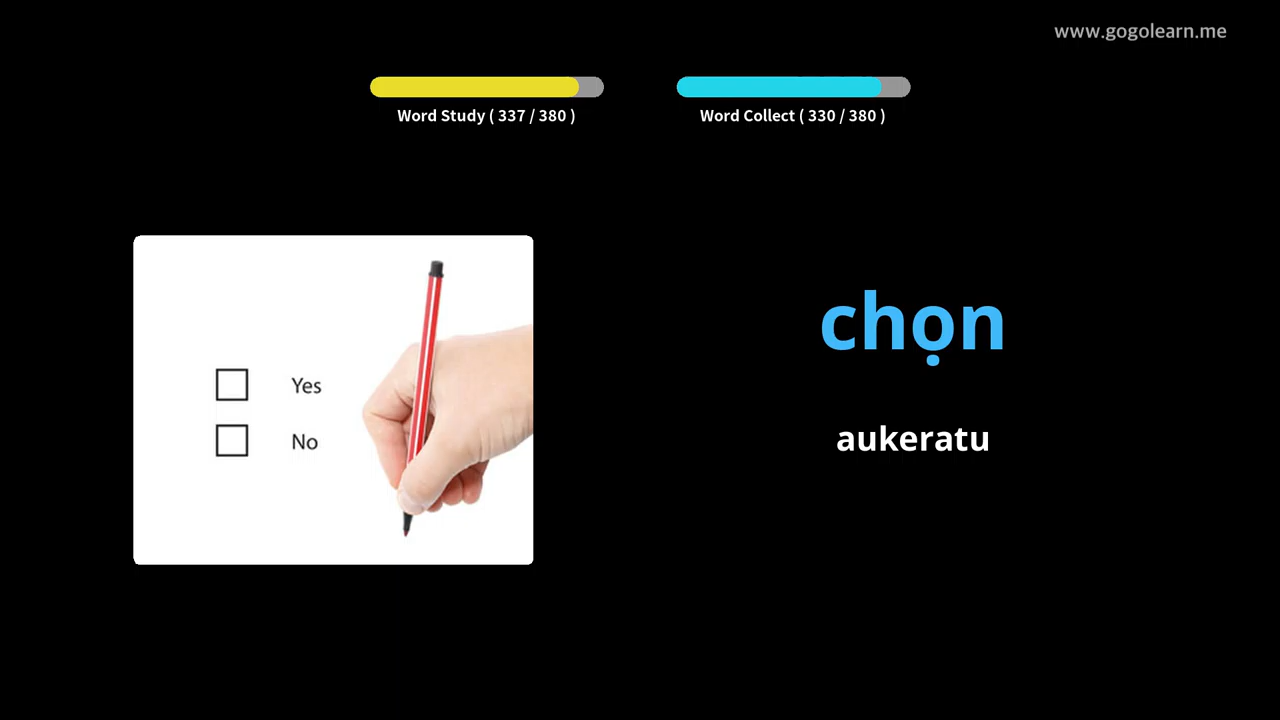 www.gogolearn.me
Word Study ( 337 / 380 )
Word Collect ( 330 / 380 )
Yes
No
chọn
aukeratu